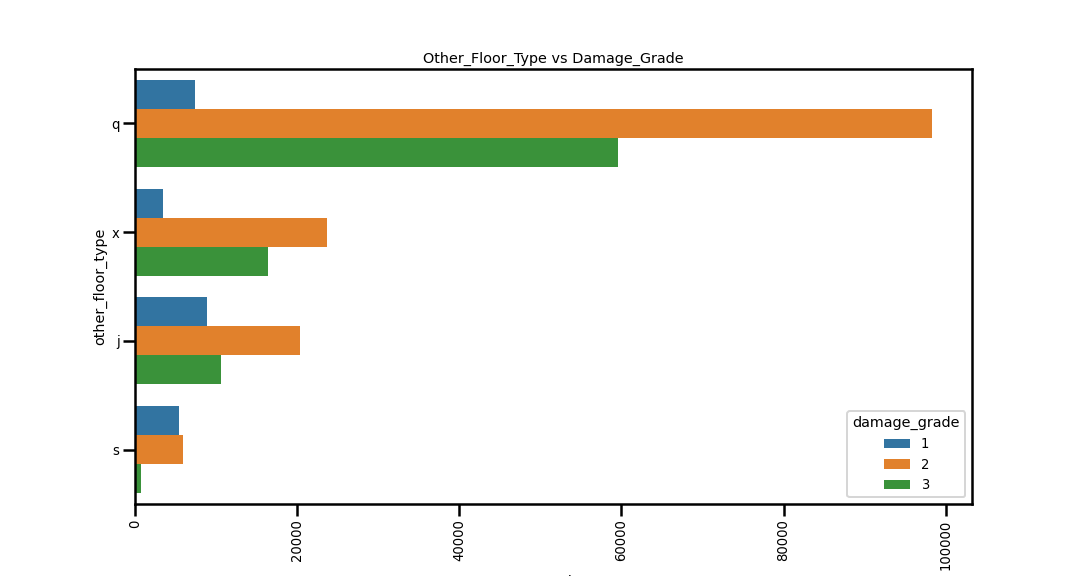 Other_Floor_Type vs Damage_Grade
other_floor_type
q
x
j
s
damage_grade
1
2
3
0
20000
40000
60000
80000
100000